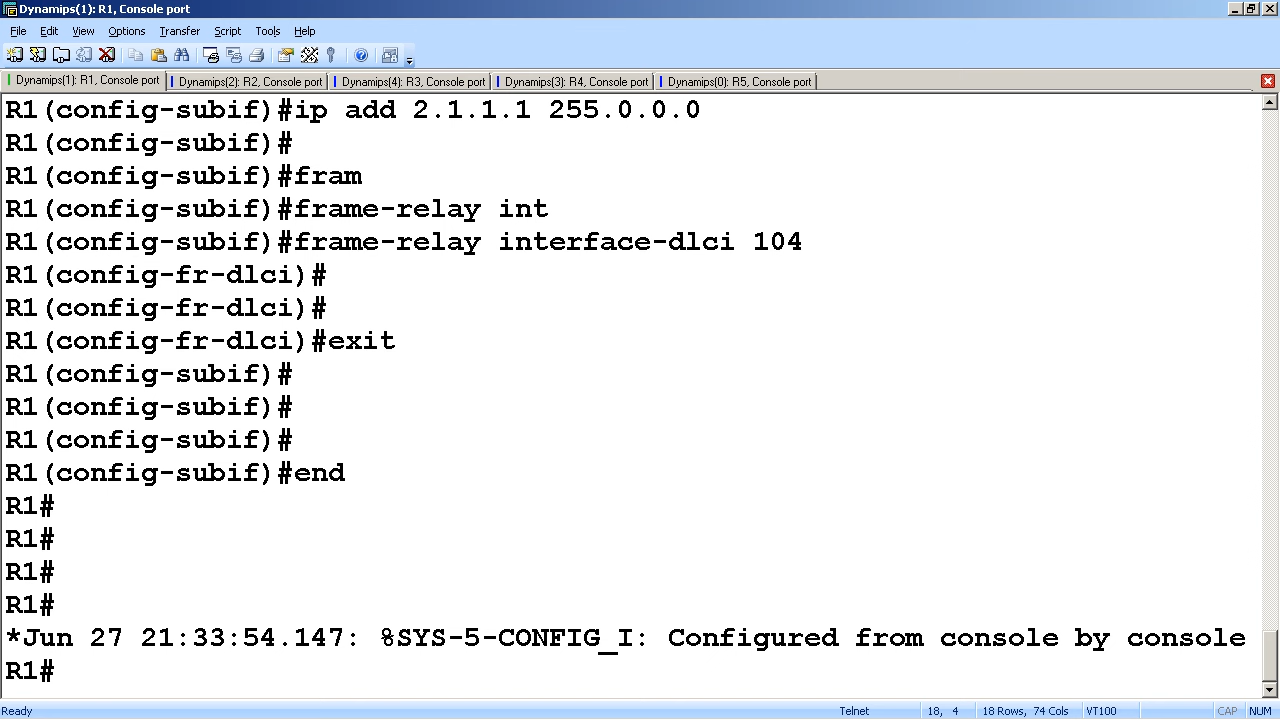 Dynamips(1): R1, Console port
File Edit View Options Transfer Script Tools Help
Dynamips(1): R1, Console port Dynamips(2): R2, Console port Dynamips(4): R3, Console port Dynamips(3): R4, Console port Dynamips(0): R5, Console port
R1(config-subif)#ip add 2.1.1.1 255.0.0.0
R1(config-subif)#
R1(config-subif)#fram
R1(config-subif)#frame-relay int
R1(config-subif)#frame-relay interface-dlci 104
R1(config-fr-dlci)#
R1(config-fr-dlci)#
R1(config-fr-dlci)#exit
R1(config-subif)#
R1(config-subif)#
R1(config-subif)#
R1(config-subif)#end
R1#
R1#
R1#
R1#
*Jun 27 21:33:54.147: %SYS-5-CONFIG_I: Configured from console by console
R1#
Ready Telnet 18, 4 18 Rows, 74 Cols VT100 CAP NUM